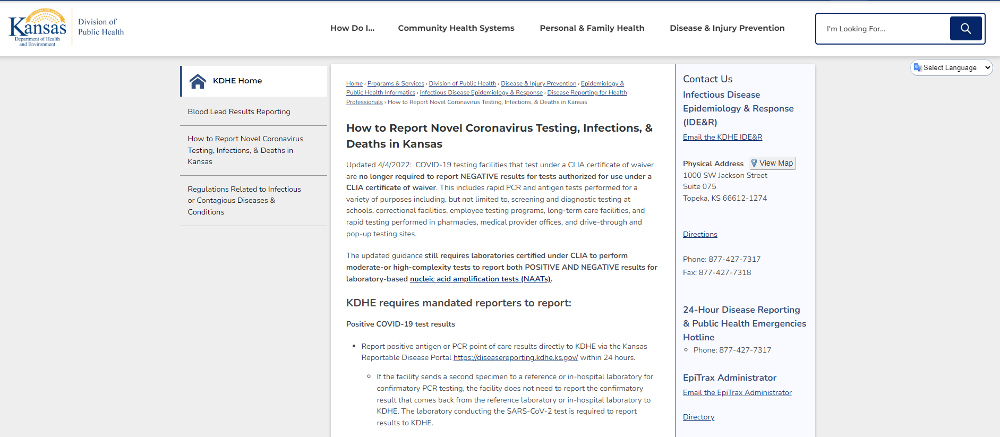 Kansas
Department of Health
and Environment
Division of
Public Health
How Do I...
Community Health Systems
Personal & Family Health
Disease & Injury Prevention
I'm Looking For...
Select Language
KDHE Home
Blood Lead Results Reporting
How to Report Novel Coronavirus
Testing, Infections, & Deaths in
Kansas
Regulations Related to Infectious
or Contagious Diseases &
Conditions
Home › Programs & Services › Division of Public Health › Disease & Injury Prevention › Epidemiology &
Public Health Informatics › Infectious Disease Epidemiology & Response › Disease Reporting for Health
Professionals › How to Report Novel Coronavirus Testing, Infections, & Deaths in Kansas
How to Report Novel Coronavirus Testing, Infections, &
Deaths in Kansas
Updated 4/4/2022:  COVID-19 testing facilities that test under a CLIA certificate of waiver
are no longer required to report NEGATIVE results for tests authorized for use under a
CLIA certificate of waiver. This includes rapid PCR and antigen tests performed for a
variety of purposes including, but not limited to, screening and diagnostic testing at
schools, correctional facilities, employee testing programs, long-term care facilities, and
rapid testing performed in pharmacies, medical provider offices, and drive-through and
pop-up testing sites.
The updated guidance still requires laboratories certified under CLIA to perform
moderate-or high-complexity tests to report both POSITIVE AND NEGATIVE results for
laboratory-based nucleic acid amplification tests (NAATs).
KDHE requires mandated reporters to report:
Positive COVID-19 test results
• Report positive antigen or PCR point of care results directly to KDHE via the Kansas
Reportable Disease Portal https://diseasereporting.kdhe.ks.gov/ within 24 hours.
◦ If the facility sends a second specimen to a reference or in-hospital laboratory for
confirmatory PCR testing, the facility does not need to report the confirmatory
result that comes back from the reference laboratory or in-hospital laboratory to
KDHE. The laboratory conducting the SARS-CoV-2 test is required to report
results to KDHE.
Contact Us
Infectious Disease
Epidemiology & Response
(IDE&R)
Email the KDHE IDE&R
Physical Address View Map
1000 SW Jackson Street
Suite 075
Topeka, KS 66612-1274
Directions
Phone: 877-427-7317
Fax: 877-427-7318
24-Hour Disease Reporting
& Public Health Emergencies
Hotline
◦ Phone: 877-427-7317
EpiTrax Administrator
Email the EpiTrax Administrator
Directory